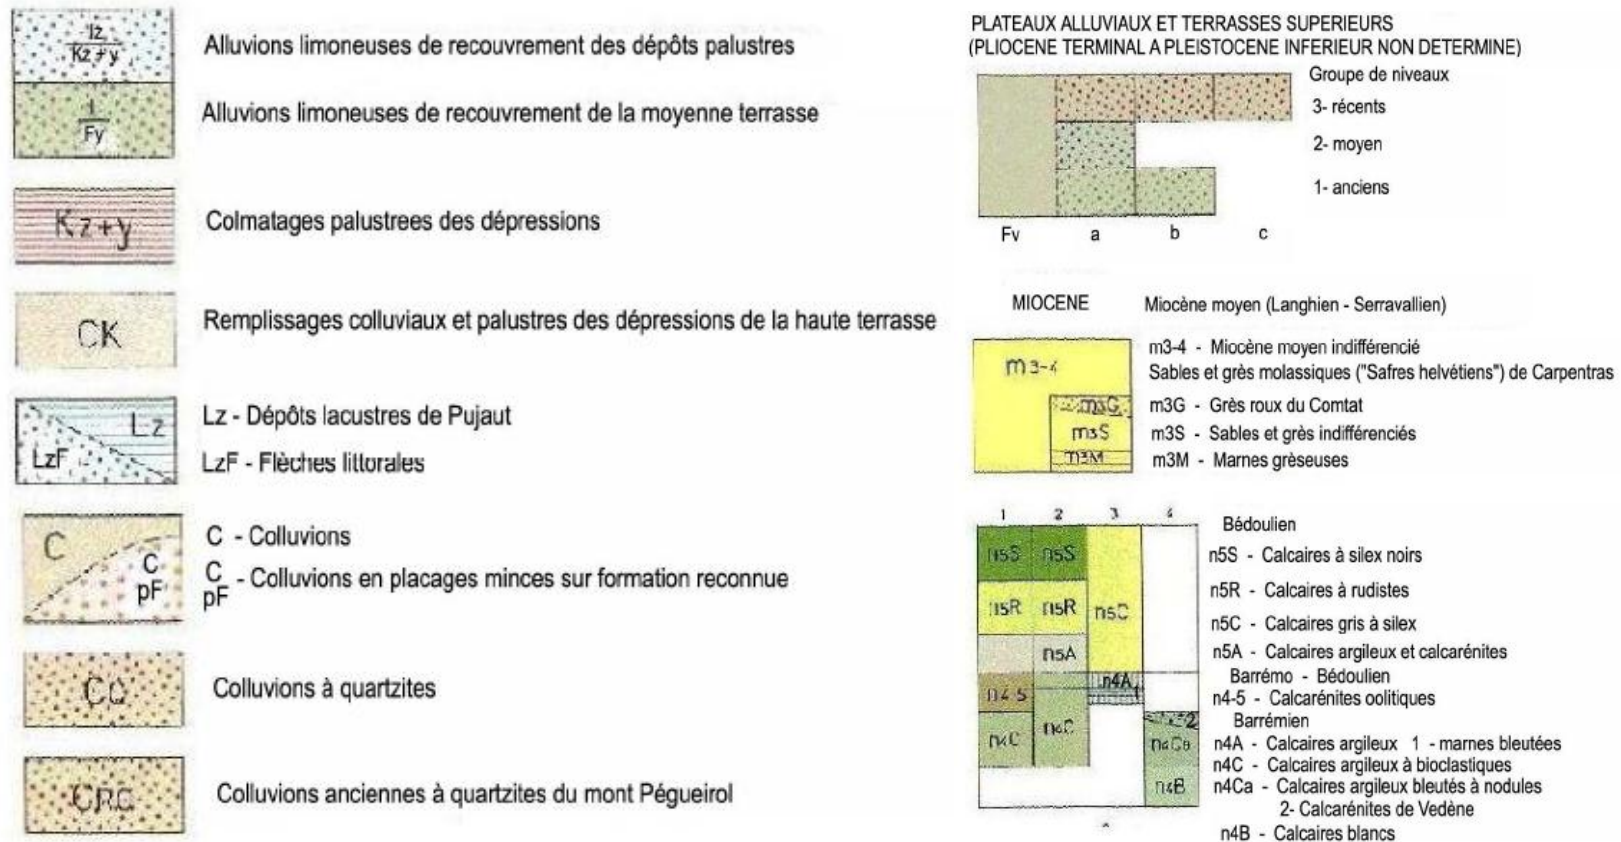 Iz
Kz + y
Alluvions limoneuses de recouvrement des dépôts palustres
Fy
Alluvions limoneuses de recouvrement de la moyenne terrasse
Kz+y
Colmatages palustrees des dépressions
CK
Remplissages colluviaux et palustres des dépressions de la haute terrasse
Lz
LzF
Lz - Dépôts lacustres de Pujaut
LzF - Flèches littorales
C
C
pF
C - Colluvions
C
pF - Colluvions en placages minces sur formation reconnue
Colluvions à quartzites
Colluvions anciennes à quartzites du mont Pégueirol
PLATEAUX ALLUVIAUX ET TERRASSES SUPERIEURS
(PLIOCENE TERMINAL A PLEISTOCENE INFERIEUR NON DETERMINE)
Groupe de niveaux
3- récents
2- moyen
1- anciens
Fv a b c
MIOCENE Miocène moyen (Langhien - Serravallien)
m3-4
m3G
m3S
m3M
m3-4 - Miocène moyen indifférencié
Sables et grès molassiques ("Safres helvétiens") de Carpentras
m3G - Grès roux du Comtat
m3S - Sables et grès indifférenciés
m3M - Marnes grèseuses
1 2 3 4
n5S n5S
n5R n5R n5C
n5A
n4-5 n4A
1
n4C n4C n4Ca
2
n4B
Bédoulien
n5S - Calcaires à silex noirs
n5R - Calcaires à rudistes
n5C - Calcaires gris à silex
n5A - Calcaires argileux et calcarénites
Barrémo - Bédoulien
n4-5 - Calcarénites oolitiques
Barrémien
n4A - Calcaires argileux 1 - marnes bleutées
n4C - Calcaires argileux à bioclastiques
n4Ca - Calcaires argileux bleutés à nodules
2- Calcarénites de Vedène
n4B - Calcaires blancs